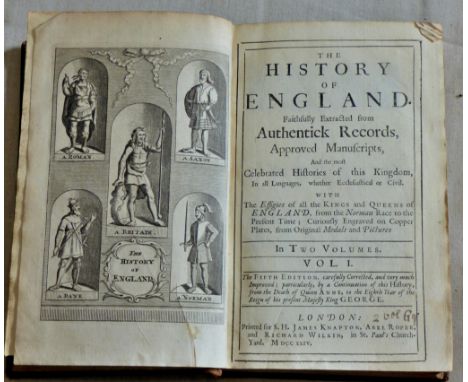 A ROMAN
A SAXON
A BRITAIN.
THE
HISTORY
OF
ENGLAND
A DANE
A NORMAN
THE
HISTORY
OF
ENGLAND.
Faithfully Extracted from
Authentick Records,
Approved Manuscripts,
And the most
Celebrated Histories of this Kingdom,
In all Languages, whether Ecclesiastical or Civil.
WITH
The Effigies of all the KINGS and QUEENS of
ENGLAND, from the Norman Race to the
Present Time; Curiously Engraved on Copper
Plates, from Original Medals and Pictures
IN TWO VOLUMES.
VOL. I.
The FIFTH EDITION, carefully Corrected, and very much
Improved; particularly, by a Continuation of this History,
from the Death of Queen ANNE, to the Eighth Year of the
Reign of his present Majesty King GEORGE.
LONDON:
2 vol
Printed for S. H. JAMES KNAPTON, ABEL ROPER,
and RICHARD WILKIN, in St. Paul's Church-
Yard. MDCCXXIV.